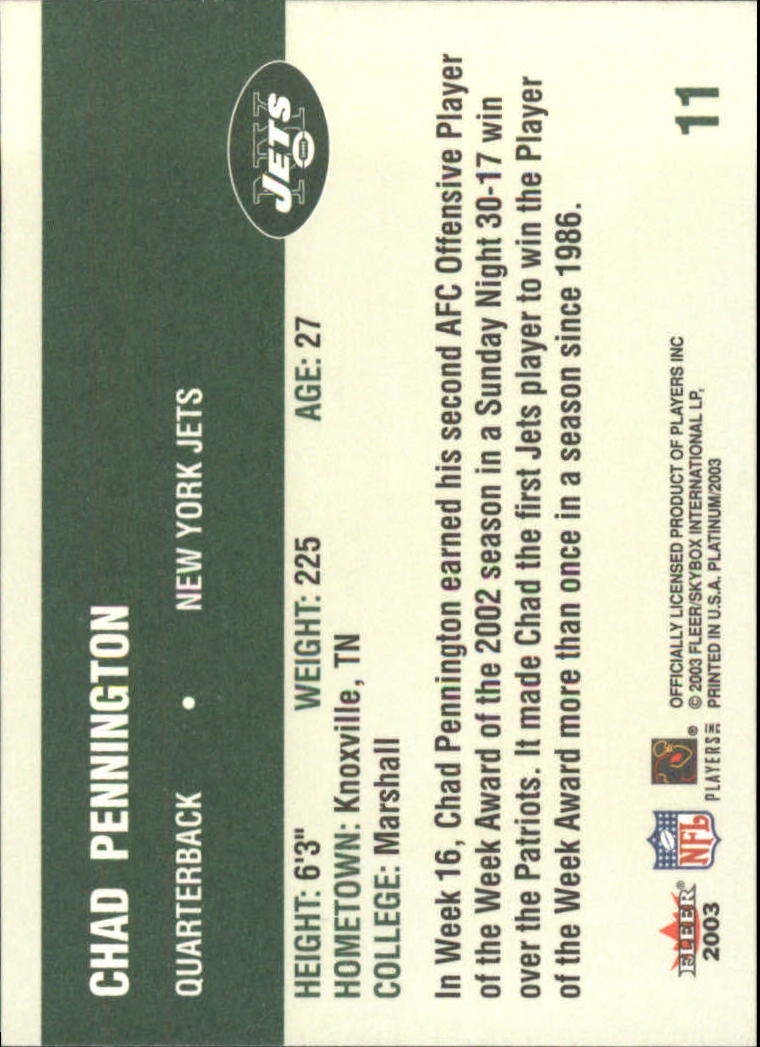 CHAD PENNINGTON
QUARTERBACK • NEW YORK JETS
NY JETS
HEIGHT: 6'3" WEIGHT: 225 AGE: 27
HOMETOWN: Knoxville, TN
COLLEGE: Marshall
In Week 16, Chad Pennington earned his second AFC Offensive Player
of the Week Award of the 2002 season in a Sunday Night 30-17 win
over the Patriots. It made Chad the first Jets player to win the Player
of the Week Award more than once in a season since 1986.
FLEER®
2003
NFL
PLAYERS INC ®
OFFICIALLY LICENSED PRODUCT OF PLAYERS INC
© 2003 FLEER/SKYBOX INTERNATIONAL LP,
PRINTED IN U.S.A. PLATINUM/2003
11